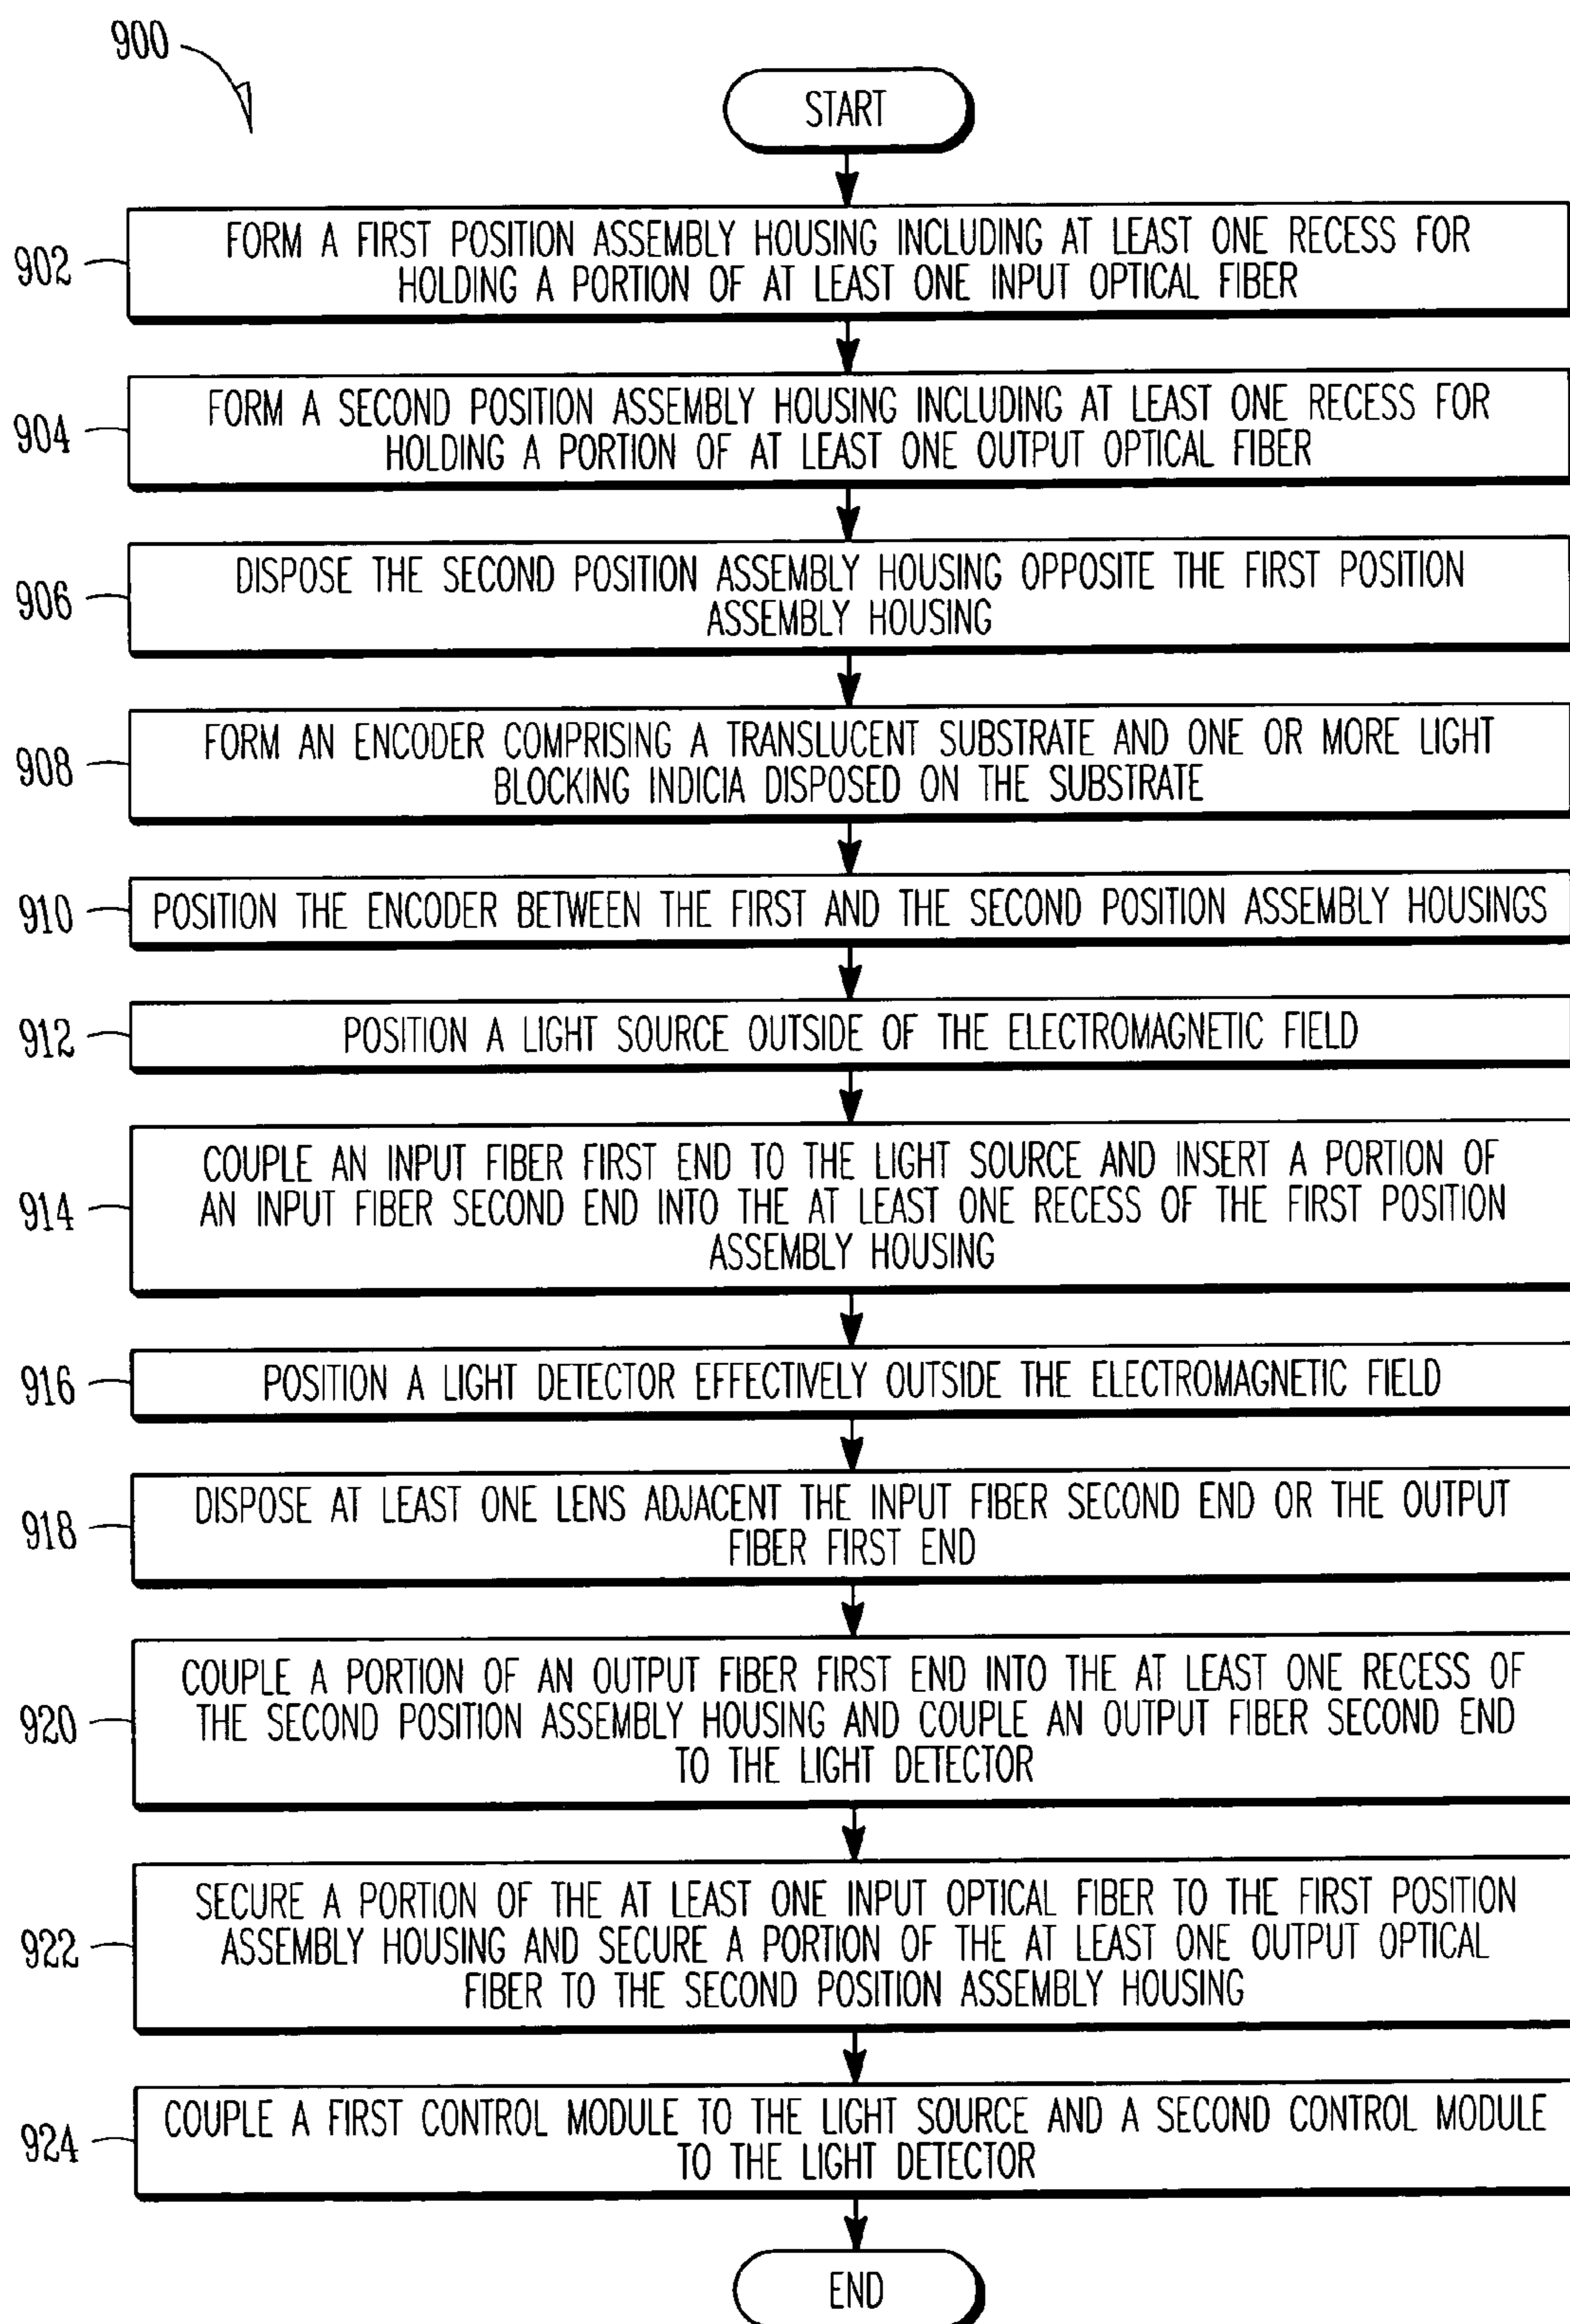 900
START
902
FORM A FIRST POSITION ASSEMBLY HOUSING INCLUDING AT LEAST ONE RECESS FOR
HOLDING A PORTION OF AT LEAST ONE INPUT OPTICAL FIBER
904
FORM A SECOND POSITION ASSEMBLY HOUSING INCLUDING AT LEAST ONE RECESS FOR
HOLDING A PORTION OF AT LEAST ONE OUTPUT OPTICAL FIBER
906
DISPOSE THE SECOND POSITION ASSEMBLY HOUSING OPPOSITE THE FIRST POSITION
ASSEMBLY HOUSING
908
FORM AN ENCODER COMPRISING A TRANSLUCENT SUBSTRATE AND ONE OR MORE LIGHT
BLOCKING INDICIA DISPOSED ON THE SUBSTRATE
910
POSITION THE ENCODER BETWEEN THE FIRST AND THE SECOND POSITION ASSEMBLY HOUSINGS
912
POSITION A LIGHT SOURCE OUTSIDE OF THE ELECTROMAGNETIC FIELD
914
COUPLE AN INPUT FIBER FIRST END TO THE LIGHT SOURCE AND INSERT A PORTION OF
AN INPUT FIBER SECOND END INTO THE AT LEAST ONE RECESS OF THE FIRST POSITION
ASSEMBLY HOUSING
916
POSITION A LIGHT DETECTOR EFFECTIVELY OUTSIDE THE ELECTROMAGNETIC FIELD
918
DISPOSE AT LEAST ONE LENS ADJACENT THE INPUT FIBER SECOND END OR THE OUTPUT
FIBER FIRST END
920
COUPLE A PORTION OF AN OUTPUT FIBER FIRST END INTO THE AT LEAST ONE RECESS OF
THE SECOND POSITION ASSEMBLY HOUSING AND COUPLE AN OUTPUT FIBER SECOND END
TO THE LIGHT DETECTOR
922
SECURE A PORTION OF THE AT LEAST ONE INPUT OPTICAL FIBER TO THE FIRST POSITION
ASSEMBLY HOUSING AND SECURE A PORTION OF THE AT LEAST ONE OUTPUT OPTICAL
FIBER TO THE SECOND POSITION ASSEMBLY HOUSING
924
COUPLE A FIRST CONTROL MODULE TO THE LIGHT SOURCE AND A SECOND CONTROL MODULE
TO THE LIGHT DETECTOR
END